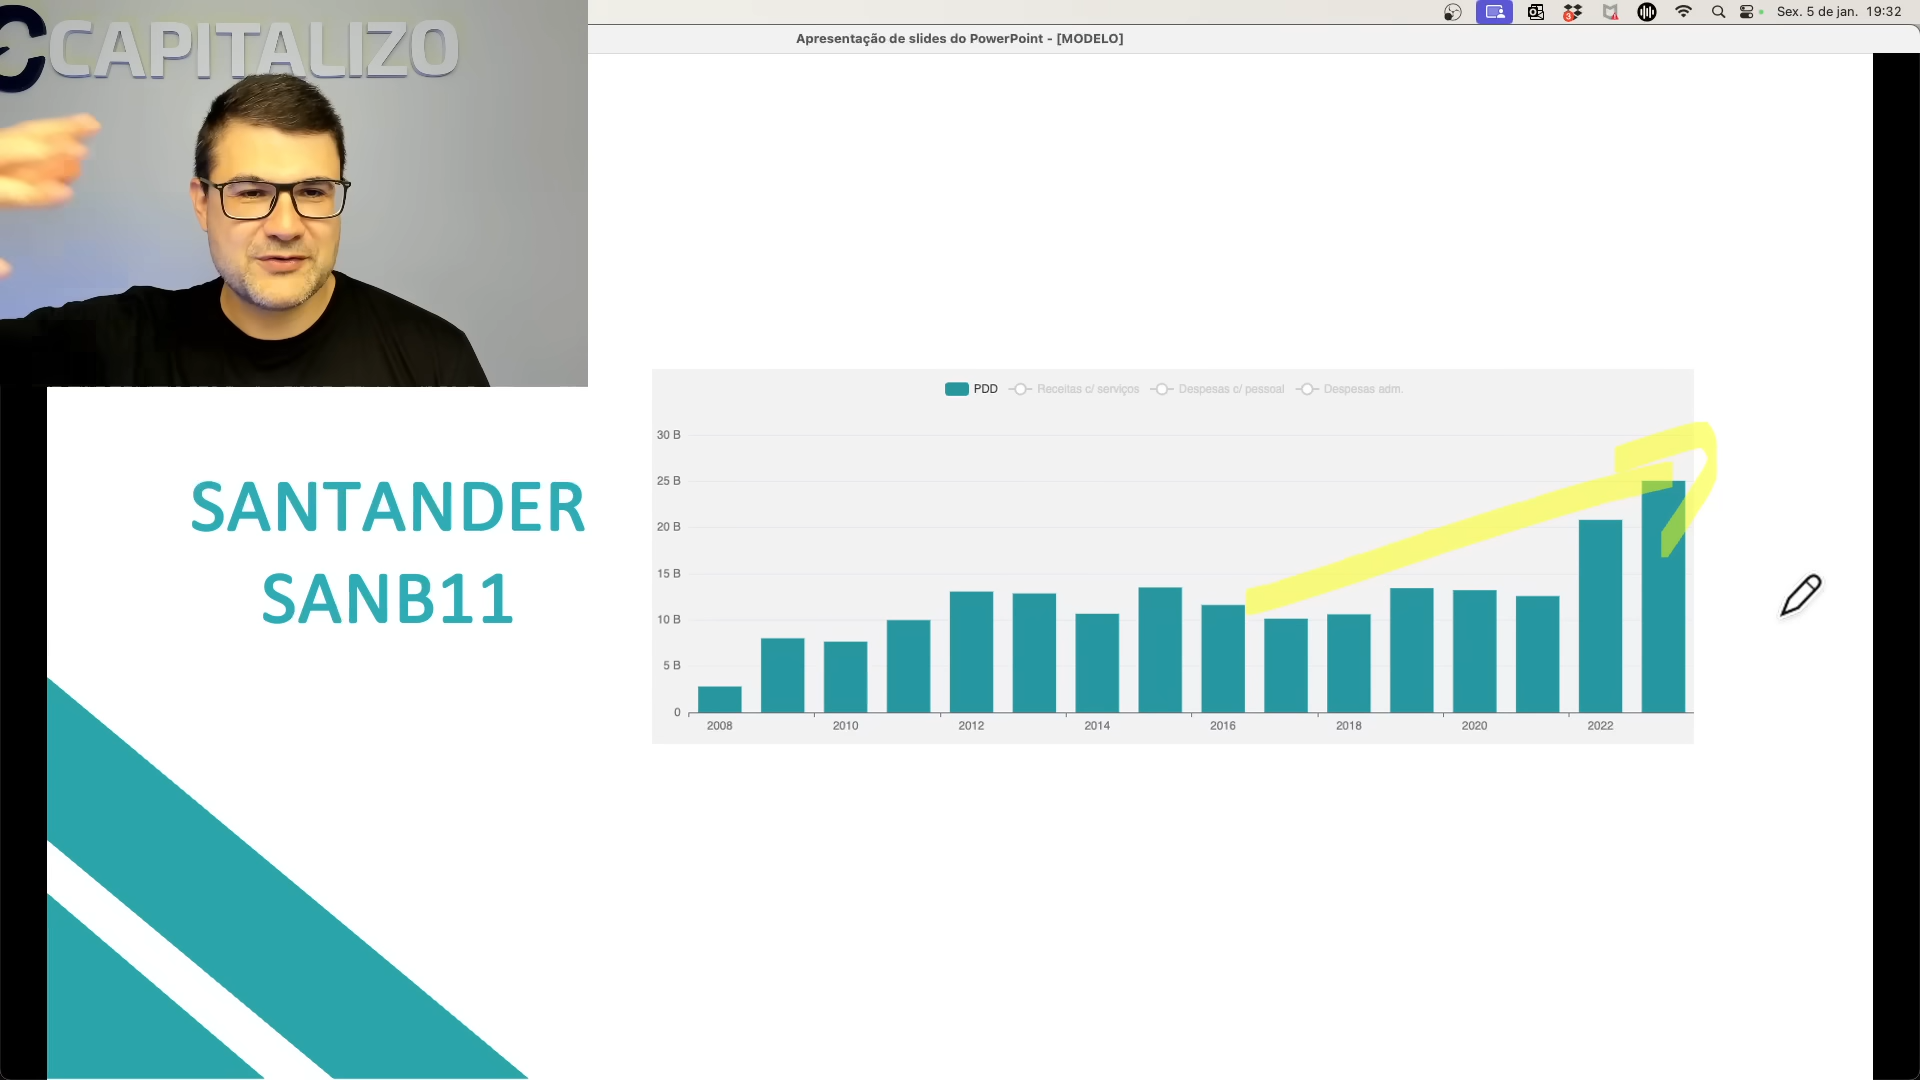 CAPITALIZO
Sex. 5 de jan. 19:32
Apresentação de slides do PowerPoint - [MODELO]
SANTANDER
SANB11
PDD Receitas c/ serviços Despesas c/ pessoal Despesas adm.
30 B
25 B
20 B
15 B
10 B
5 B
0
2008 2010 2012 2014 2016 2018 2020 2022